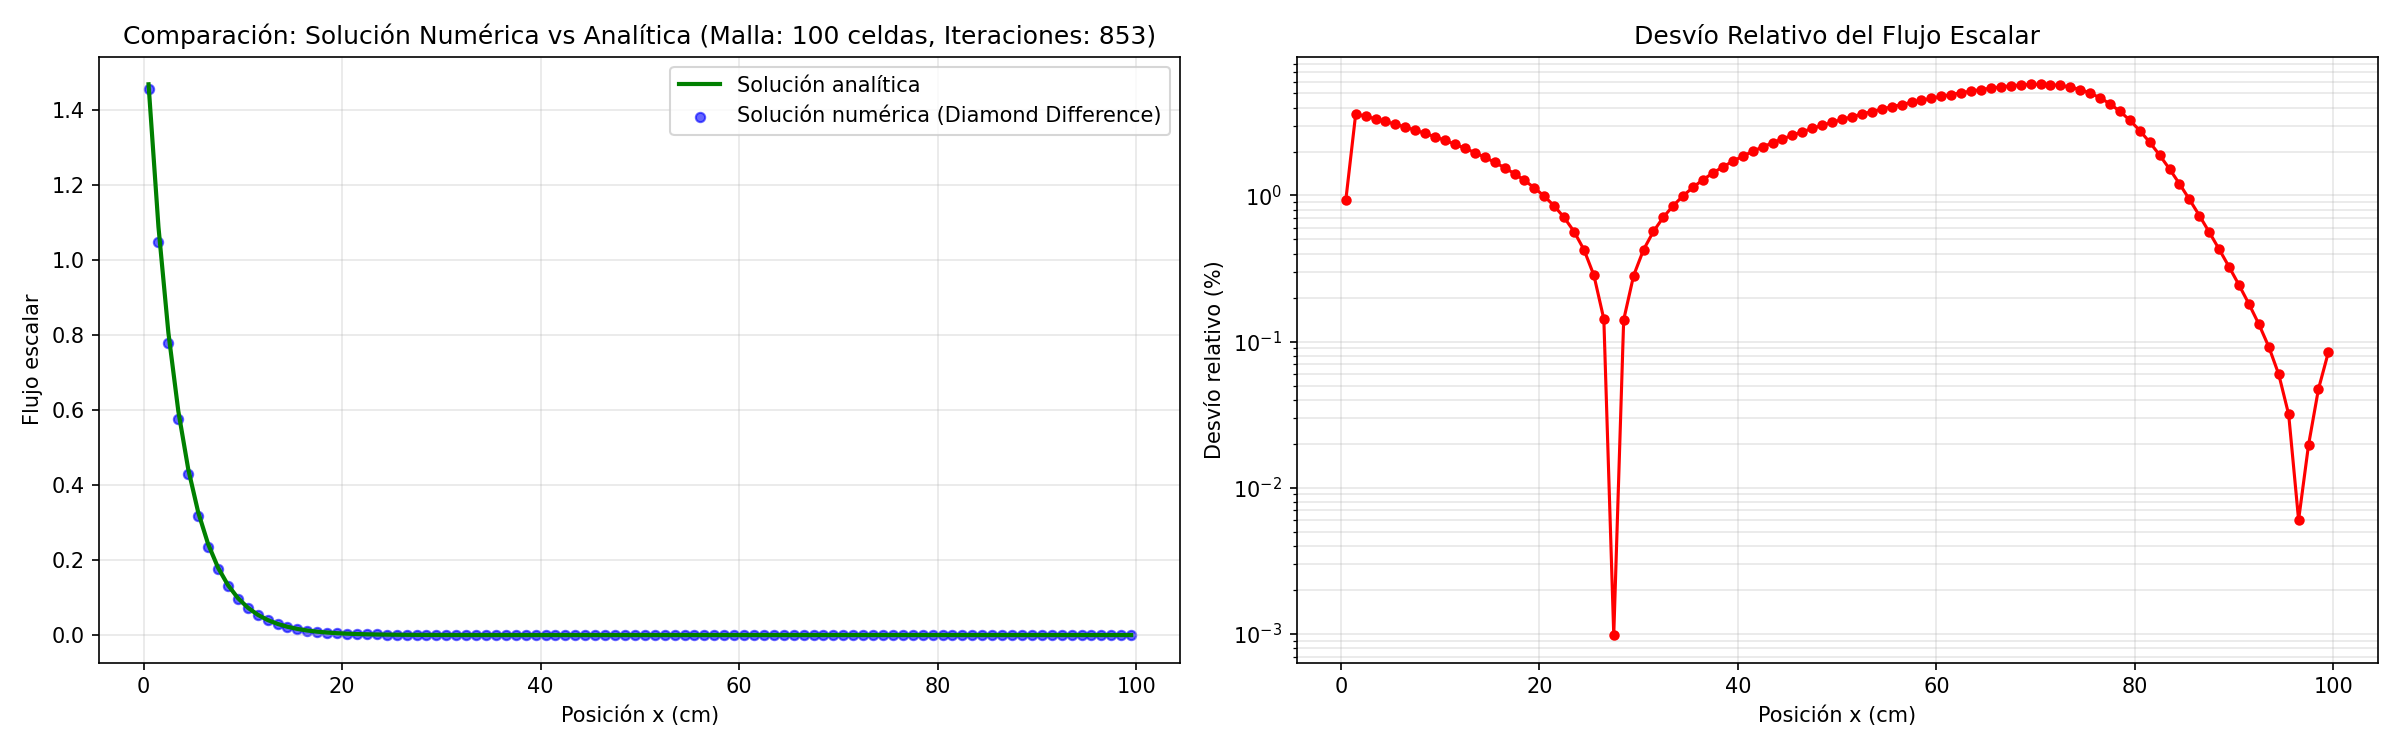 Comparación: Solución Numérica vs Analítica (Malla: 100 celdas, Iteraciones: 853)
Solución analítica
Solución numérica (Diamond Difference)
Flujo escalar
1.4
1.2
1.0
0.8
0.6
0.4
0.2
0.0
0 20 40 60 80 100
Posición x (cm)
Desvío Relativo del Flujo Escalar
Desvío relativo (%)
10⁰
10⁻¹
10⁻²
10⁻³
0 20 40 60 80 100
Posición x (cm)